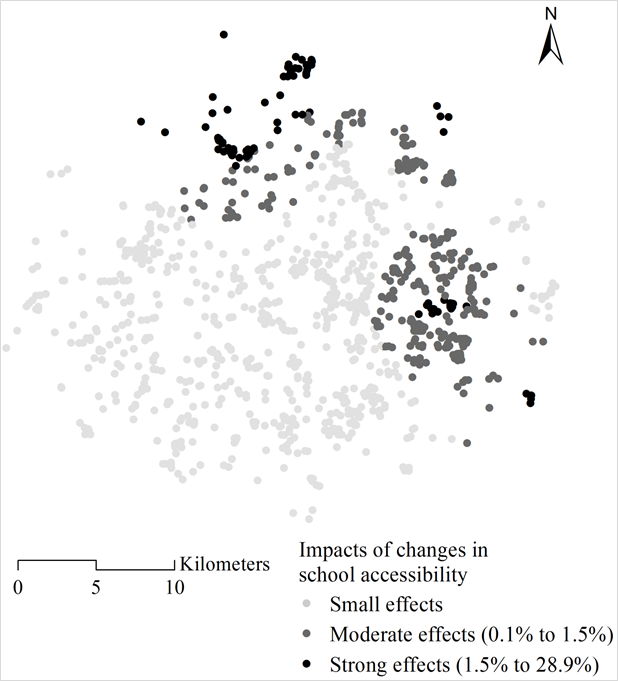 N
Kilometers
0 5 10
Impacts of changes in
school accessibility
Small effects
Moderate effects (0.1% to 1.5%)
Strong effects (1.5% to 28.9%)